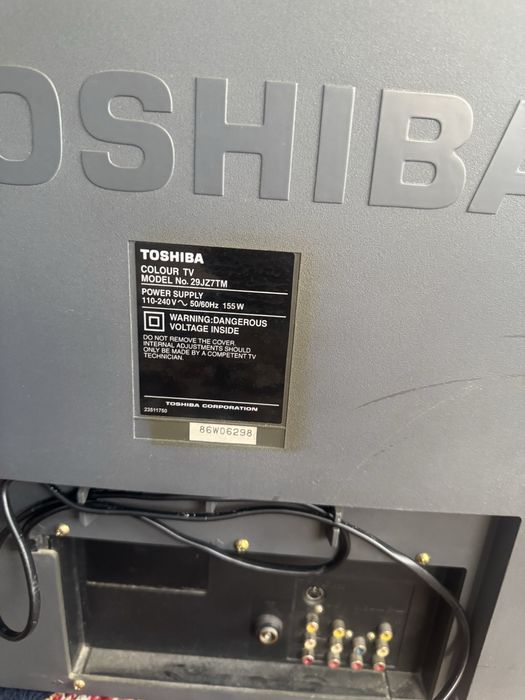 OSHIBA
TOSHIBA
COLOUR TV
MODEL No. 29JZ7TM
POWER SUPPLY
110-240V ∿ 50/60Hz 155W
WARNING:DANGEROUS
VOLTAGE INSIDE
DO NOT REMOVE THE COVER.
INTERNAL ADJUSTMENTS SHOULD
ONLY BE MADE BY A COMPETENT TV
TECHNICIAN.
TOSHIBA CORPORATION
23511750
86W06298